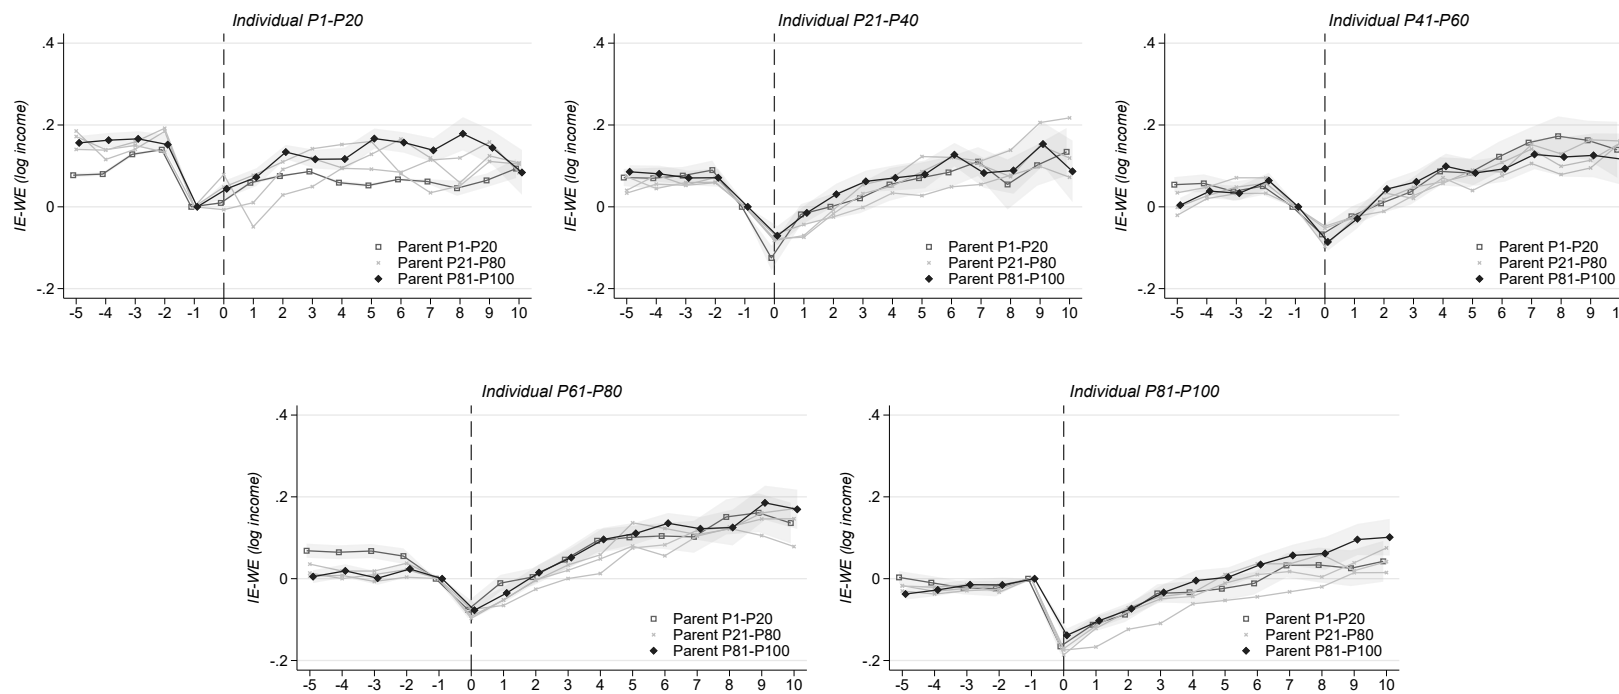 Individual P1-P20
IE-WE (log income)
.4
.2
0
-.2
Parent P1-P20
Parent P21-P80
Parent P81-P100
-5 -4 -3 -2 -1 0 1 2 3 4 5 6 7 8 9 10
Individual P21-P40
IE-WE (log income)
.4
.2
0
-.2
Parent P1-P20
Parent P21-P80
Parent P81-P100
-5 -4 -3 -2 -1 0 1 2 3 4 5 6 7 8 9 10
Individual P41-P60
IE-WE (log income)
.4
.2
0
-.2
Parent P1-P20
Parent P21-P80
Parent P81-P100
-5 -4 -3 -2 -1 0 1 2 3 4 5 6 7 8 9
Individual P61-P80
IE-WE (log income)
.4
.2
0
-.2
Parent P1-P20
Parent P21-P80
Parent P81-P100
-5 -4 -3 -2 -1 0 1 2 3 4 5 6 7 8 9 10
Individual P81-P100
IE-WE (log income)
.4
.2
0
-.2
Parent P1-P20
Parent P21-P80
Parent P81-P100
-5 -4 -3 -2 -1 0 1 2 3 4 5 6 7 8 9 10